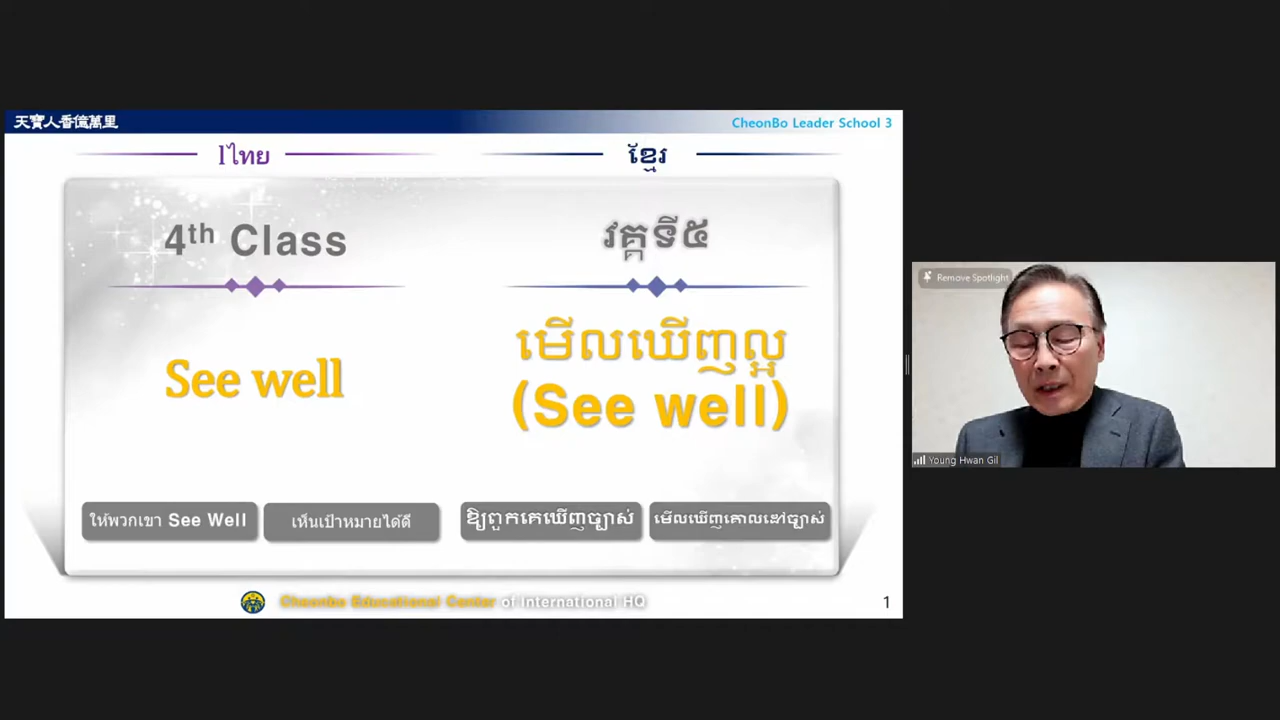 天寶人香億萬里
CheonBo Leader School 3
Iไทย
ខ្មែរ
4th Class
វគ្គទី៥
See well
មើលឃើញល្អ
(See well)
ให้พวกเขา See Well
เห็นเป้าหมายได้ดี
ឱ្យពួកគេឃើញច្បាស់
មើលឃើញគោលដៅច្បាស់
Cheonbo Educational Center of International HQ
1
Remove Spotlight
Young Hwan Gil